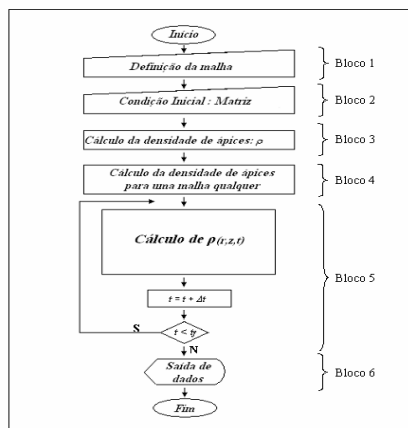 Início
Definição da malha
Bloco 1
Condição Inicial : Matriz
Bloco 2
Cálculo da densidade de ápices: ρ
Bloco 3
Cálculo da densidade de ápices
para uma malha qualquer
Bloco 4
Cálculo de ρ(r,z,t)
Bloco 5
t = t + Δt
S
t < tf
N
Saída de
dados
Bloco 6
Fim